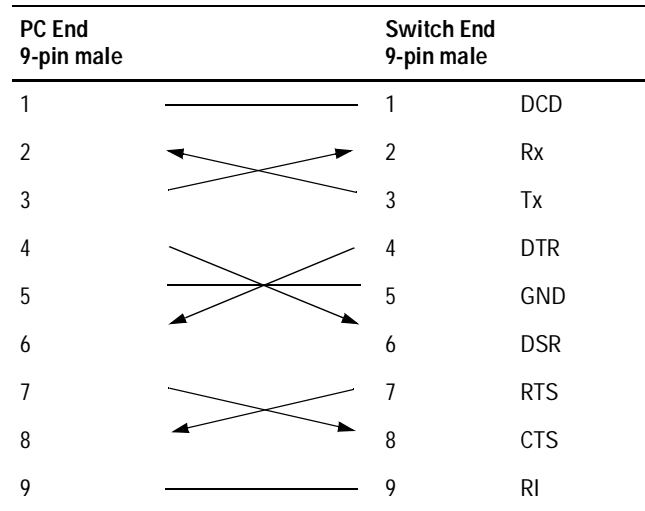 PC End Switch End
9-pin male 9-pin male
1 1 DCD
2 2 Rx
3 3 Tx
4 4 DTR
5 5 GND
6 6 DSR
7 7 RTS
8 8 CTS
9 9 RI